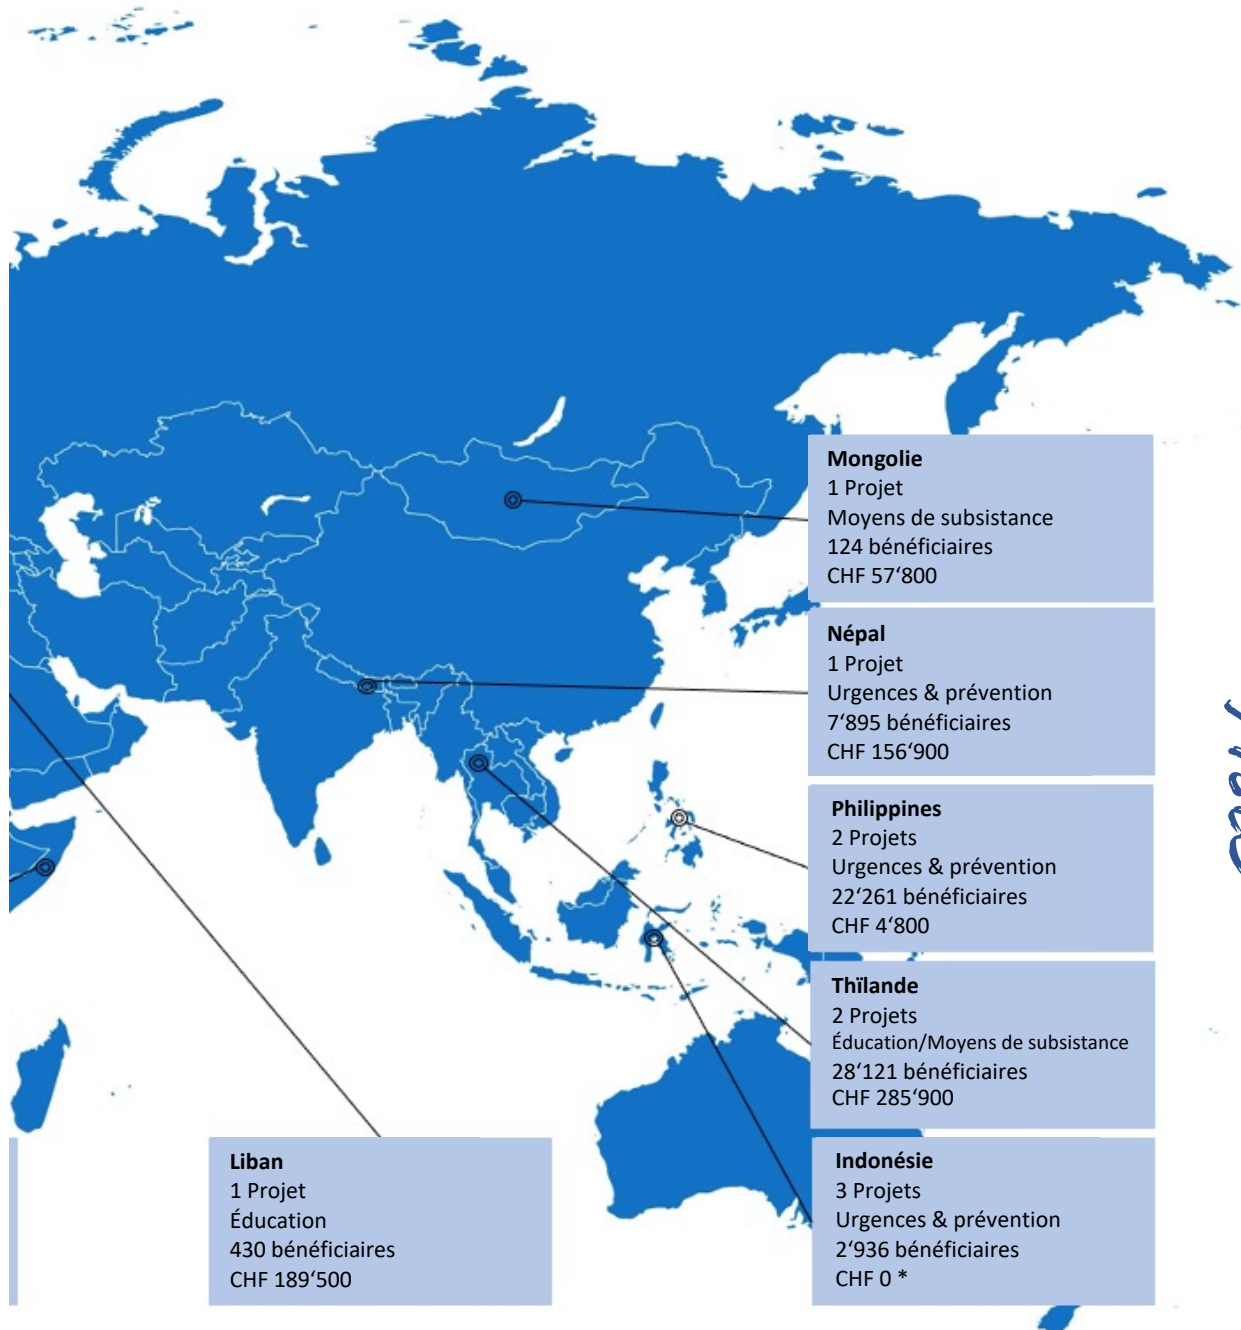 Mongolie
1 Projet
Moyens de subsistance
124 bénéficiaires
CHF 57‘800
Népal
1 Projet
Urgences & prévention
7‘895 bénéficiaires
CHF 156‘900
Philippines
2 Projets
Urgences & prévention
22‘261 bénéficiaires
CHF 4‘800
Thïlande
2 Projets
Éducation/Moyens de subsistance
28‘121 bénéficiaires
CHF 285‘900
Liban
1 Projet
Éducation
430 bénéficiaires
CHF 189‘500
Indonésie
3 Projets
Urgences & prévention
2‘936 bénéficiaires
CHF 0 *